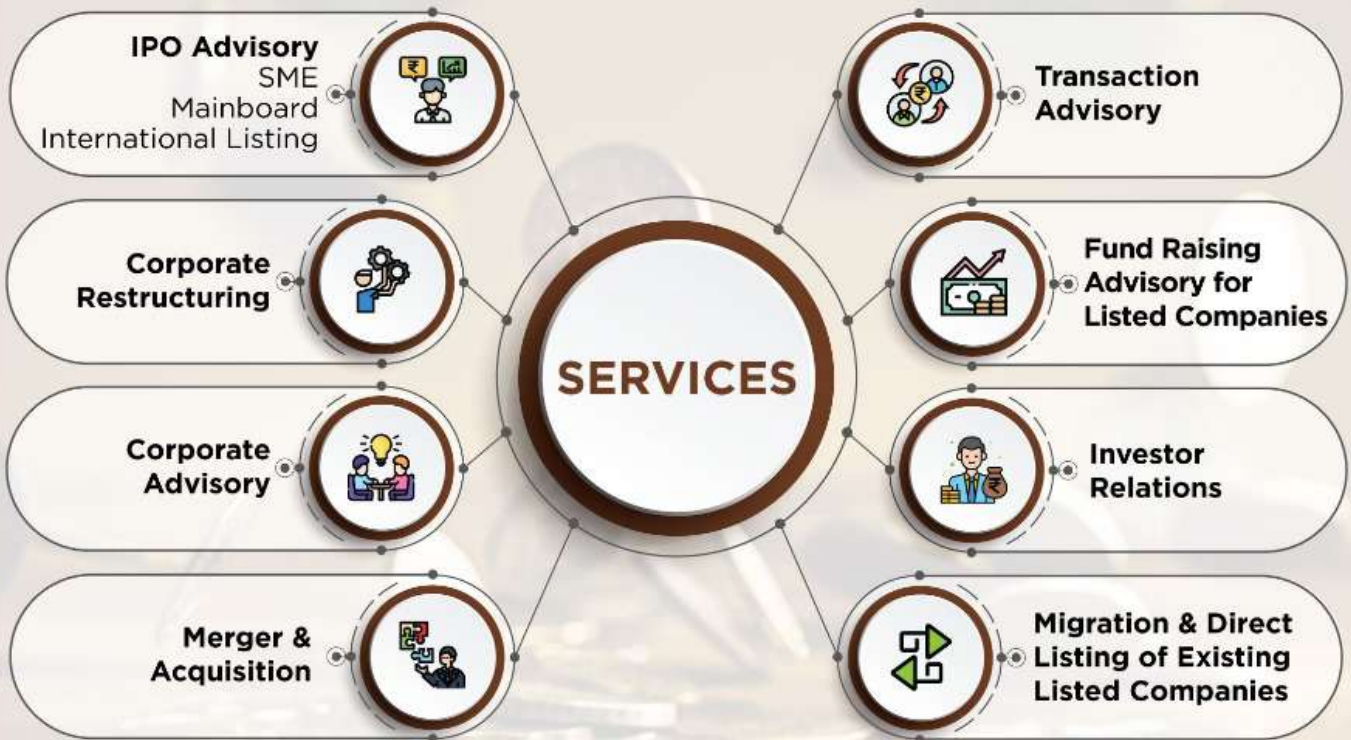 IPO Advisory
SME
Mainboard
International Listing
Corporate
Restructuring
Corporate
Advisory
Merger &
Acquisition
SERVICES
Transaction
Advisory
Fund Raising
Advisory for
Listed Companies
Investor
Relations
Migration & Direct
Listing of Existing
Listed Companies